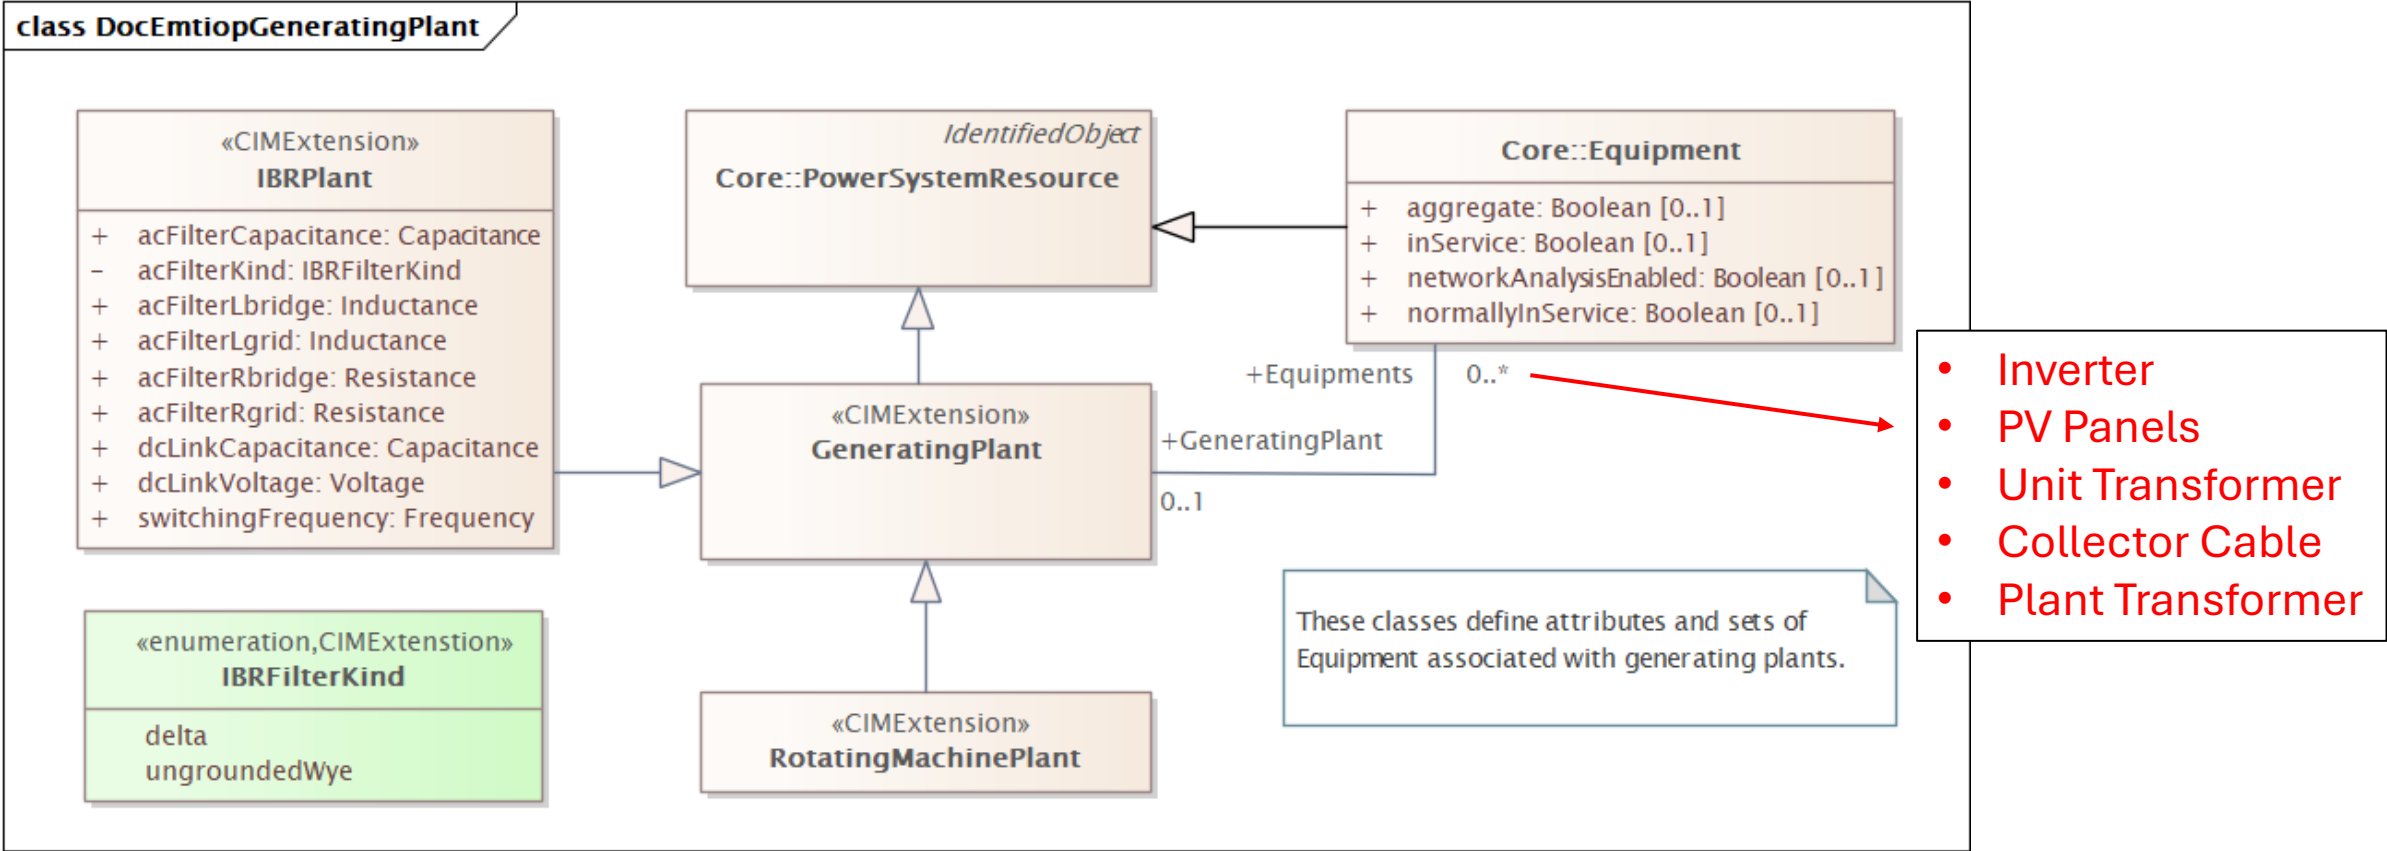 class DocEmtiopGeneratingPlant
«CIMExtension»
IBRPlant
+ acFilterCapacitance: Capacitance
- acFilterKind: IBRFilterKind
+ acFilterLbridge: Inductance
+ acFilterLgrid: Inductance
+ acFilterRbridge: Resistance
+ acFilterRgrid: Resistance
+ dcLinkCapacitance: Capacitance
+ dcLinkVoltage: Voltage
+ switchingFrequency: Frequency
IdentifiedObject
Core::PowerSystemResource
Core::Equipment
+ aggregate: Boolean [0..1]
+ inService: Boolean [0..1]
+ networkAnalysisEnabled: Boolean [0..1]
+ normallyInService: Boolean [0..1]
+Equipments 0..*
«CIMExtension»
GeneratingPlant
+GeneratingPlant
0..1
• Inverter
• PV Panels
• Unit Transformer
• Collector Cable
• Plant Transformer
«enumeration,CIMExtenstion»
IBRFilterKind
delta
ungroundedWye
«CIMExtension»
RotatingMachinePlant
These classes define attributes and sets of
Equipment associated with generating plants.